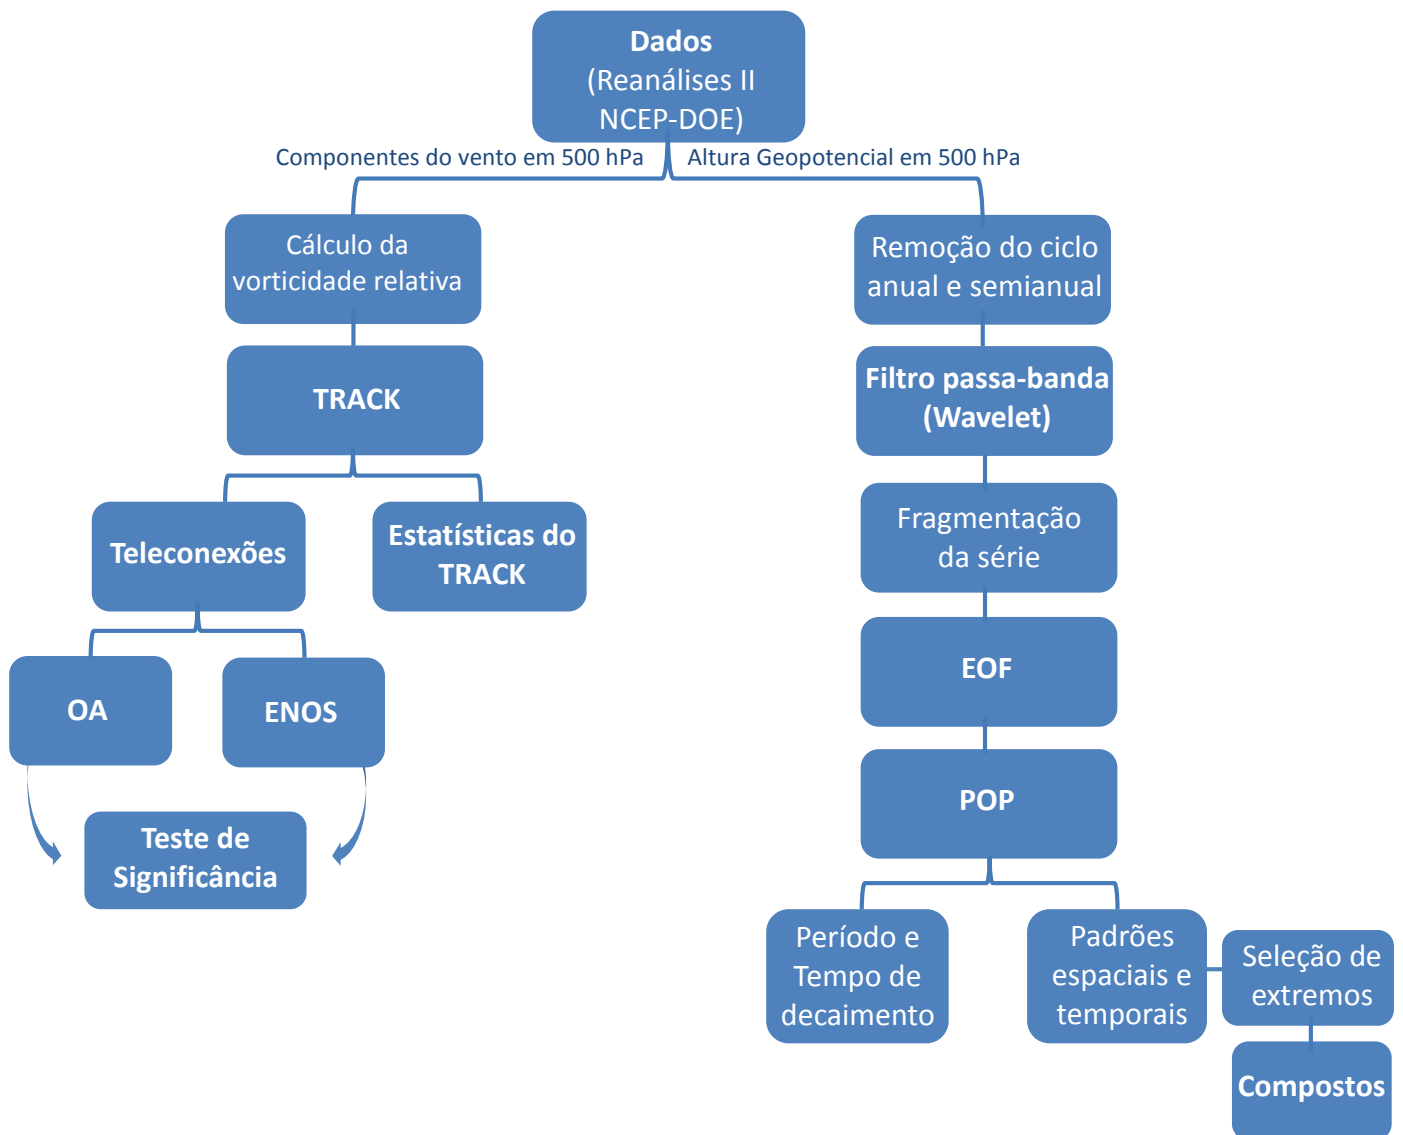 Dados
(Reanálises II
NCEP-DOE)
Componentes do vento em 500 hPa
Altura Geopotencial em 500 hPa
Cálculo da
vorticidade relativa
Remoção do ciclo
anual e semianual
TRACK
Filtro passa-banda
(Wavelet)
Teleconexões
Estatísticas do
TRACK
Fragmentação
da série
OA
ENOS
EOF
Teste de
Significância
POP
Período e
Tempo de
decaimento
Padrões
espaciais e
temporais
Seleção de
extremos
Compostos